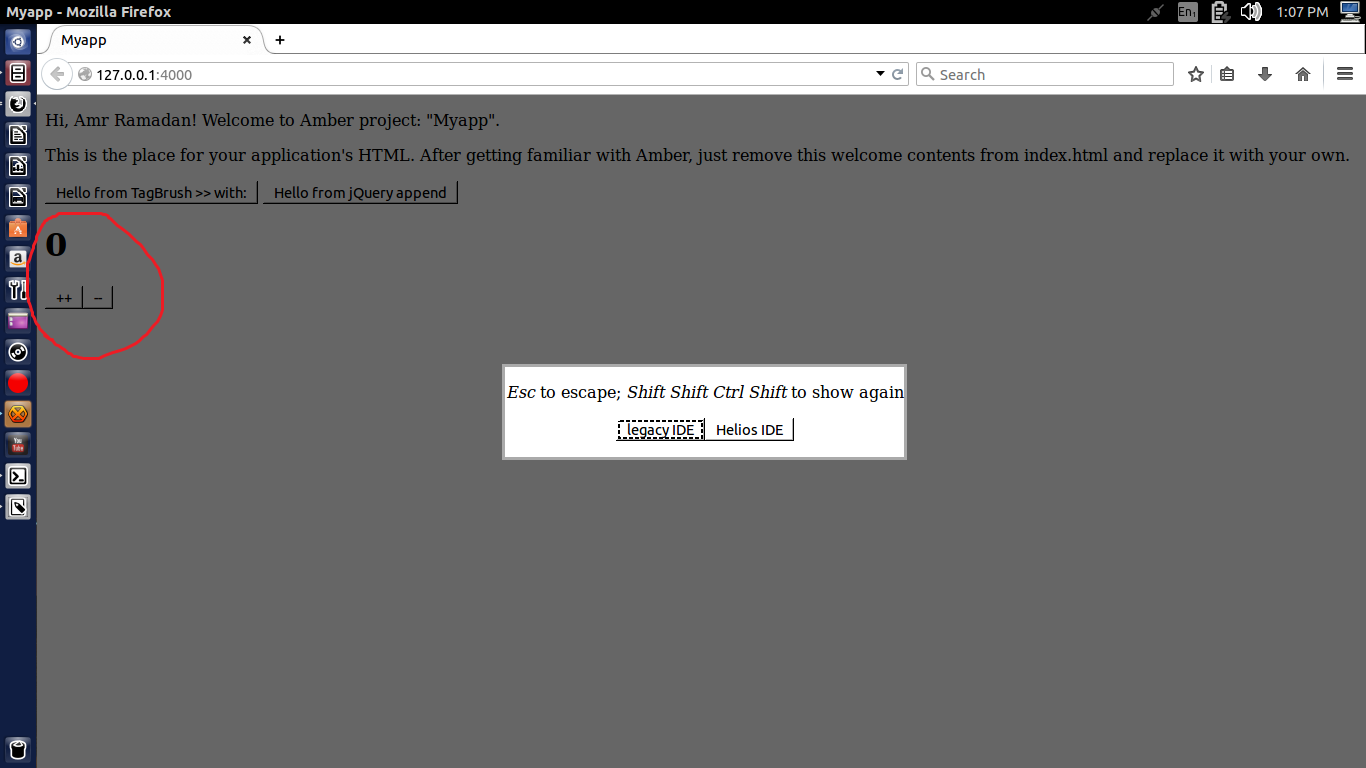 Myapp - Mozilla Firefox
En1
1:07 PM
Myapp
127.0.0.1:4000
Search
Hi, Amr Ramadan! Welcome to Amber project: "Myapp".
This is the place for your application's HTML. After getting familiar with Amber, just remove this welcome contents from index.html and replace it with your own.
Hello from TagBrush >> with: Hello from jQuery append
0
++ --
Esc to escape; Shift Shift Ctrl Shift to show again
legacy IDE Helios IDE
a
You Tube